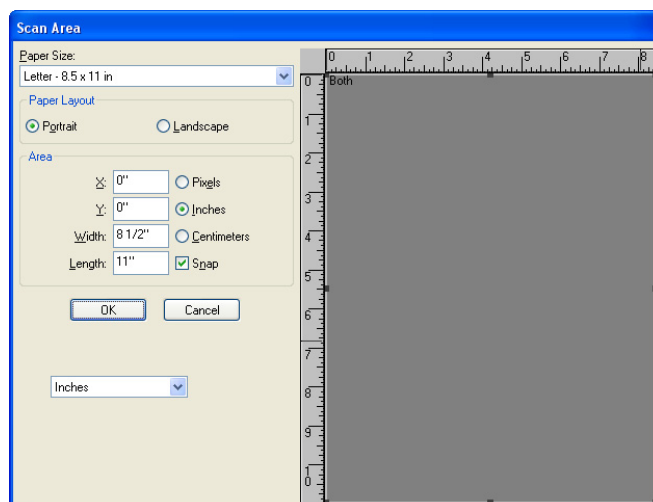 Scan Area
Paper Size:
Letter - 8.5 x 11 in
Paper Layout
Portrait
Landscape
Area
X: 0" Pixels
Y: 0" Inches
Width: 8 1/2" Centimeters
Length: 11" Snap
OK Cancel
Inches
0 1 2 3 4 5 6 7 8
Both
0
1
2
3
4
5
6
7
8
9
10